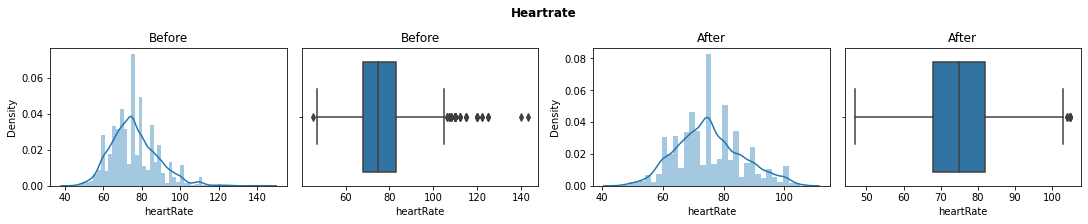 Heartrate
Before
Before
After
After
Density
0.06
0.04
0.02
0.00
40 60 80 100 120 140
heartRate
60 80 100 120 140
heartRate
Density
0.08
0.06
0.04
0.02
0.00
40 60 80 100
heartRate
50 60 70 80 90 100
heartRate